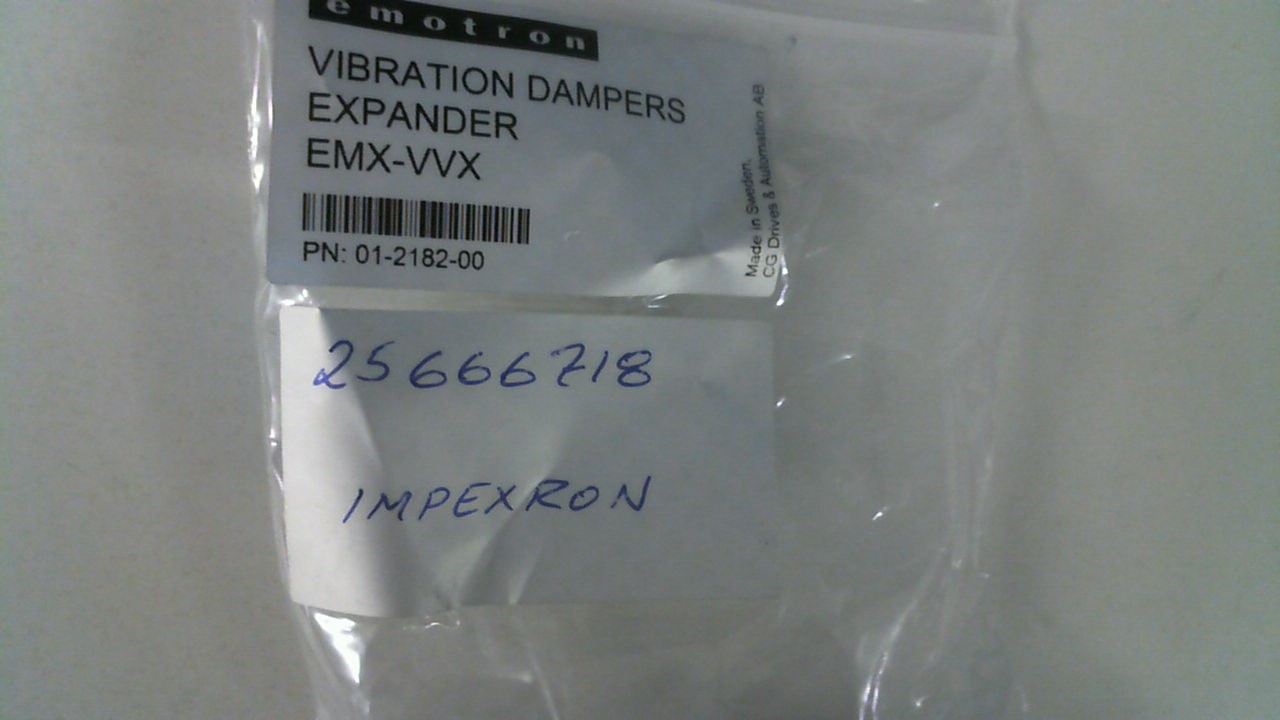 emotron
VIBRATION DAMPERS
EXPANDER
EMX-VVX
PN: 01-2182-00
Made in Sweden,
CG Drives & Automation AB
25666718
IMPEXRON